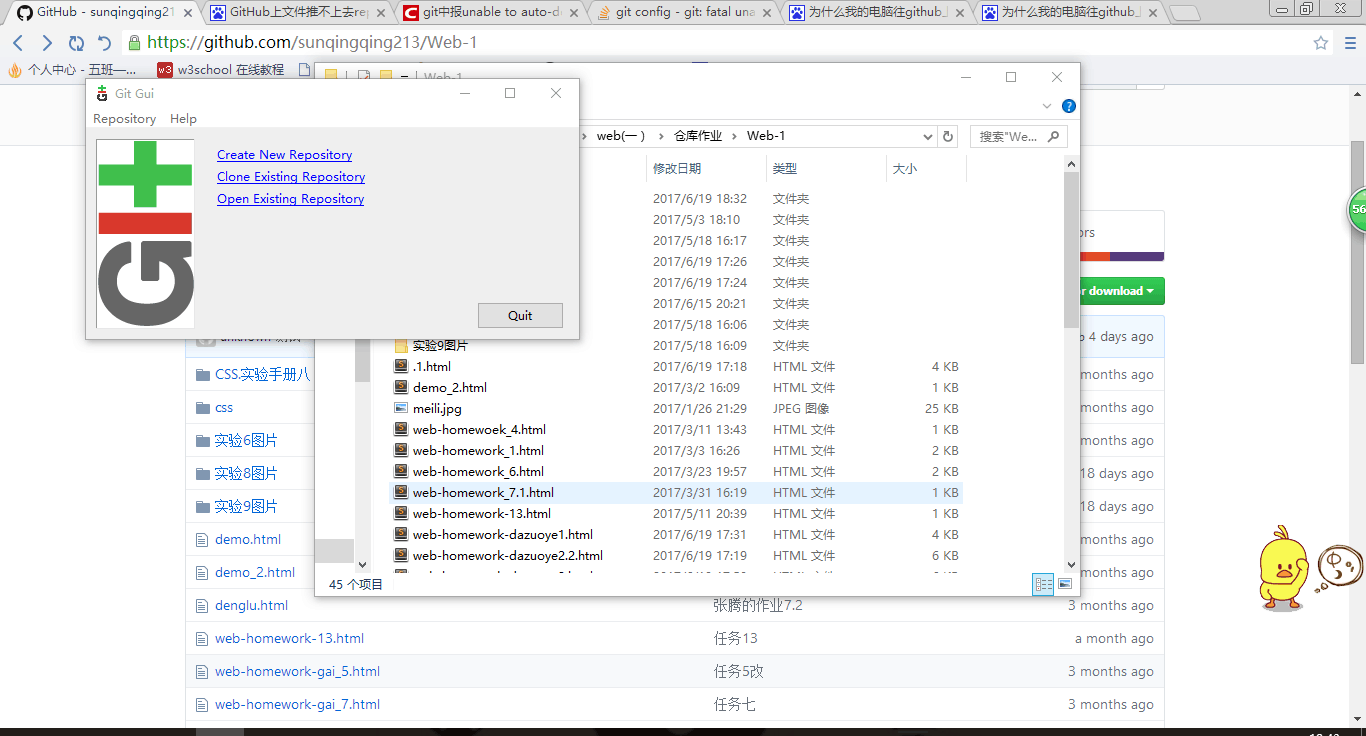 GitHub - sunqingqing21
GitHub上文件推不上去rep
git中报unable to auto-de
git config - git: fatal una
为什么我的电脑往github上
为什么我的电脑往github上
https://github.com/sunqingqing213/Web-1
个人中心 - 五班—...
w3school 在线教程
Web-1
Git Gui
Repository Help
Create New Repository
Clone Existing Repository
Open Existing Repository
Quit
GIT
web(一） › 仓库作业 › Web-1
搜索"We...
修改日期 类型 大小
2017/6/19 18:32 文件夹
2017/5/3 18:10 文件夹
2017/5/18 16:17 文件夹
2017/6/19 17:26 文件夹
2017/6/19 17:24 文件夹
2017/6/15 20:21 文件夹
2017/5/18 16:06 文件夹
实验9图片 2017/5/18 16:09 文件夹
.1.html 2017/6/19 17:18 HTML 文件 4 KB
demo_2.html 2017/3/2 16:09 HTML 文件 1 KB
meili.jpg 2017/1/26 21:29 JPEG 图像 25 KB
web-homewoek_4.html 2017/3/11 13:43 HTML 文件 1 KB
web-homework_1.html 2017/3/3 16:26 HTML 文件 2 KB
web-homework_6.html 2017/3/23 19:57 HTML 文件 2 KB
web-homework_7.1.html 2017/3/31 16:19 HTML 文件 1 KB
web-homework-13.html 2017/5/11 20:39 HTML 文件 1 KB
web-homework-dazuoye1.html 2017/6/19 17:31 HTML 文件 4 KB
web-homework-dazuoye2.2.html 2017/6/19 17:19 HTML 文件 6 KB
45 个项目
56
ors
r download
4 days ago
CSS.实验手册八 months ago
css months ago
实验6图片 months ago
实验8图片 18 days ago
实验9图片 18 days ago
demo.html months ago
demo_2.html months ago
denglu.html 张腾的作业7.2 3 months ago
web-homework-13.html 任务13 a month ago
web-homework-gai_5.html 任务5改 3 months ago
web-homework-gai_7.html 任务七 3 months ago
中